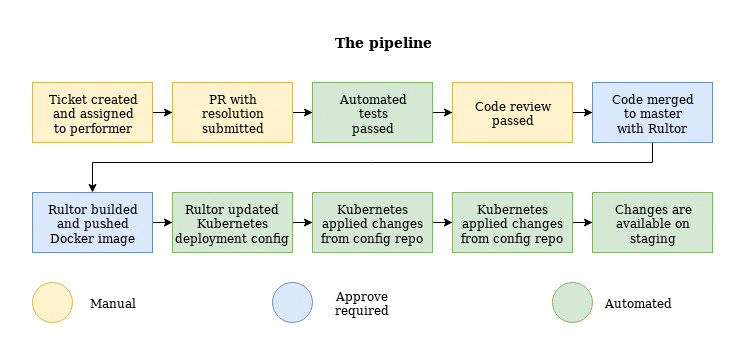 The pipeline
Ticket created
and assigned
to performer
PR with
resolution
submitted
Automated
tests
passed
Code review
passed
Code merged
to master
with Rultor
Rultor builded
and pushed
Docker image
Rultor updated
Kubernetes
deployment config
Kubernetes
applied changes
from config repo
Kubernetes
applied changes
from config repo
Changes are
available on
staging
Manual
Approve
required
Automated